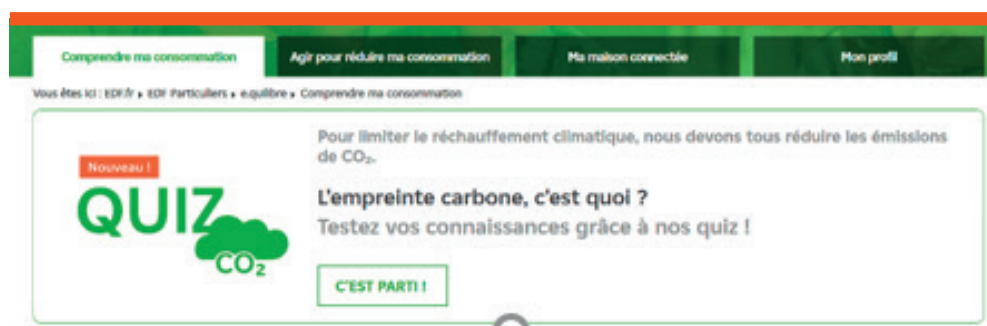 Comprendre ma consommation
Agir pour réduire ma consommation
Ma maison connectée
Mon profil
Vous êtes ici : EDF.fr ▸ EDF Particuliers ▸ e.quilibre ▸ Comprendre ma consommation
Nouveau !
QUIZ
CO₂
Pour limiter le réchauffement climatique, nous devons tous réduire les émissions
de CO₂.
L'empreinte carbone, c'est quoi ?
Testez vos connaissances grâce à nos quiz !
C'EST PARTI !